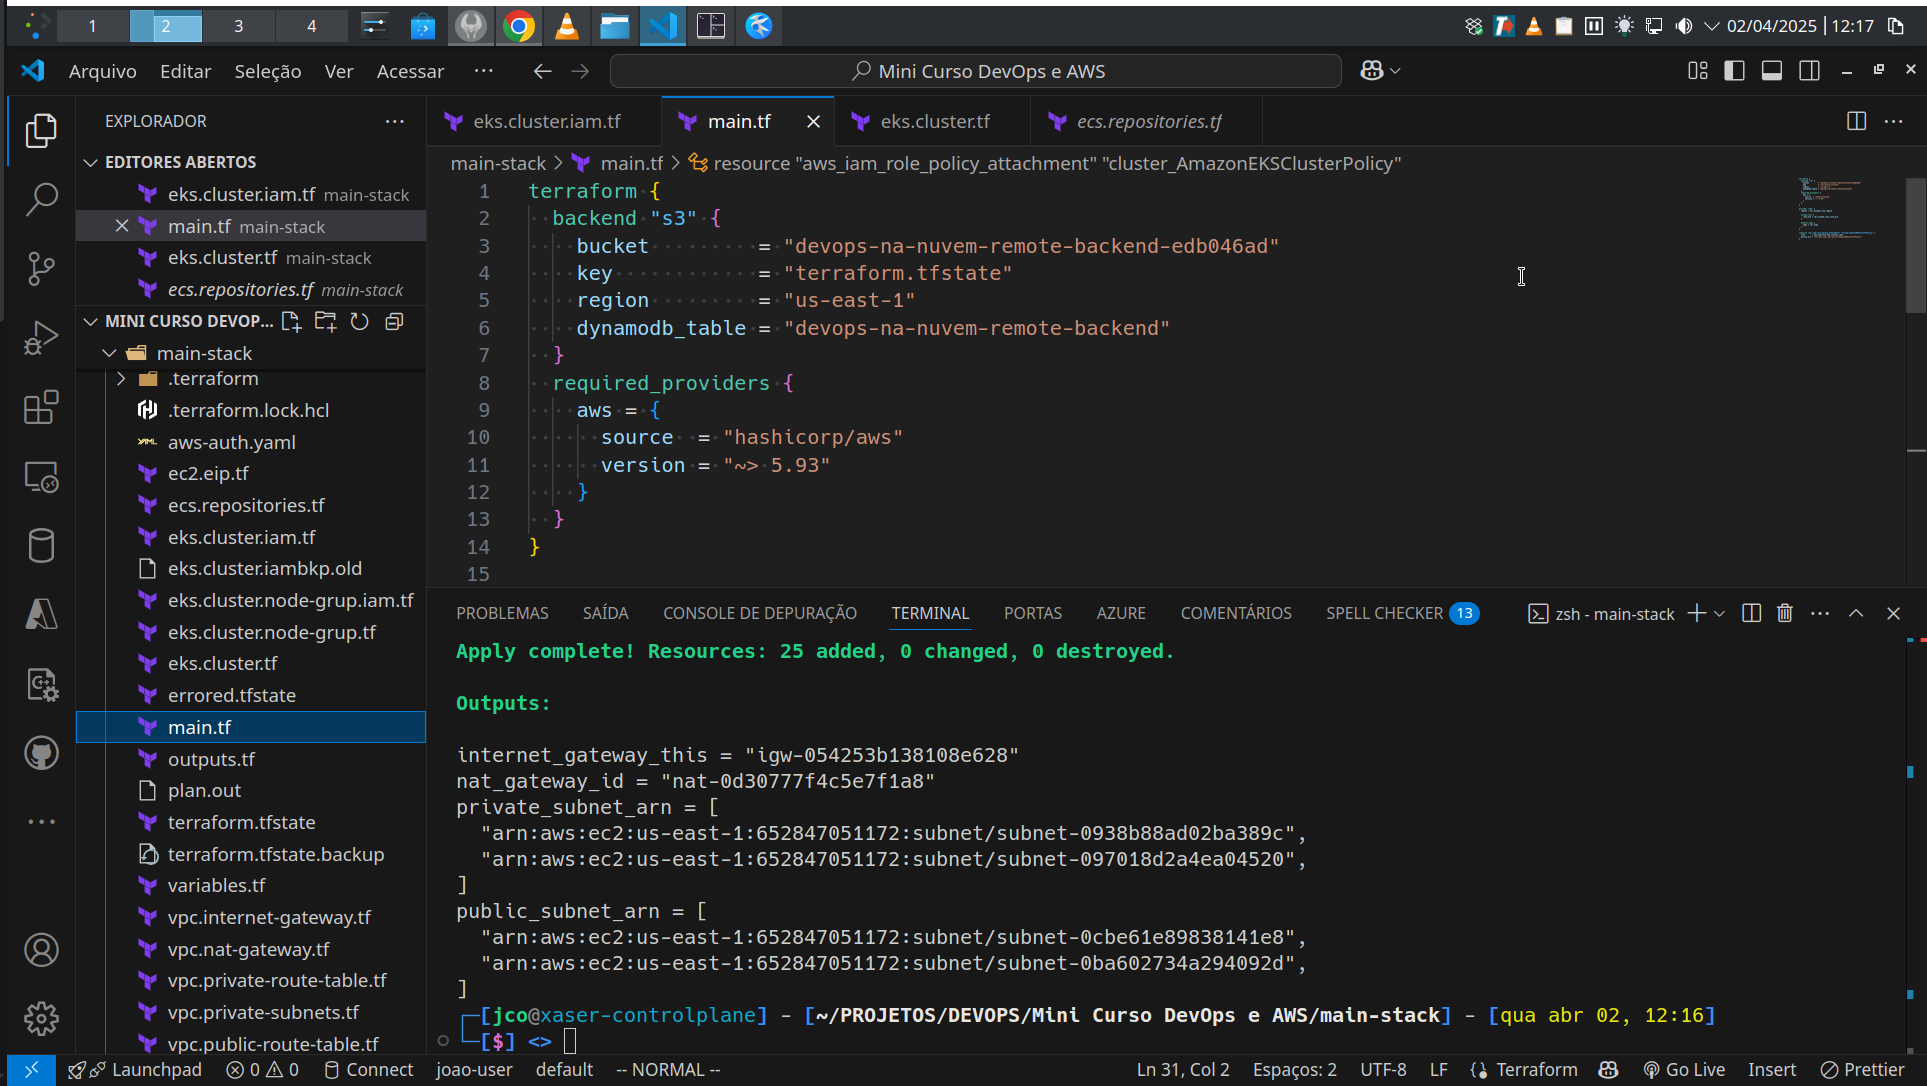 1 2 3 4 02/04/2025 12:17
Arquivo Editar Seleção Ver Acessar ··· Mini Curso DevOps e AWS
EXPLORADOR ···
eks.cluster.iam.tf main.tf eks.cluster.tf ecs.repositories.tf ···
EDITORES ABERTOS
eks.cluster.iam.tf main-stack
main.tf main-stack
eks.cluster.tf main-stack
ecs.repositories.tf main-stack
MINI CURSO DEVOP...
main-stack
.terraform
.terraform.lock.hcl
aws-auth.yaml
ec2.eip.tf
ecs.repositories.tf
eks.cluster.iam.tf
eks.cluster.iambkp.old
eks.cluster.node-grup.iam.tf
eks.cluster.node-grup.tf
eks.cluster.tf
errored.tfstate
main.tf
outputs.tf
plan.out
terraform.tfstate
terraform.tfstate.backup
variables.tf
vpc.internet-gateway.tf
vpc.nat-gateway.tf
vpc.private-route-table.tf
vpc.private-subnets.tf
vpc.public-route-table.tf
main-stack > main.tf > resource "aws_iam_role_policy_attachment" "cluster_AmazonEKSClusterPolicy"
1 terraform {
2 backend "s3" {
3 bucket = "devops-na-nuvem-remote-backend-edb046ad"
4 key = "terraform.tfstate"
5 region = "us-east-1"
6 dynamodb_table = "devops-na-nuvem-remote-backend"
7 }
8 required_providers {
9 aws = {
10 source = "hashicorp/aws"
11 version = "~> 5.93"
12 }
13 }
14 }
15
PROBLEMAS SAÍDA CONSOLE DE DEPURAÇÃO TERMINAL PORTAS AZURE COMENTÁRIOS SPELL CHECKER 13 zsh - main-stack
Apply complete! Resources: 25 added, 0 changed, 0 destroyed.
Outputs:
internet_gateway_this = "igw-054253b138108e628"
nat_gateway_id = "nat-0d30777f4c5e7f1a8"
private_subnet_arn = [
"arn:aws:ec2:us-east-1:652847051172:subnet/subnet-0938b88ad02ba389c",
"arn:aws:ec2:us-east-1:652847051172:subnet/subnet-097018d2a4ea04520",
]
public_subnet_arn = [
"arn:aws:ec2:us-east-1:652847051172:subnet/subnet-0cbe61e89838141e8",
"arn:aws:ec2:us-east-1:652847051172:subnet/subnet-0ba602734a294092d",
]
[jco@xaser-controlplane] - [~/PROJETOS/DEVOPS/Mini Curso DevOps e AWS/main-stack] - [qua abr 02, 12:16]
[$] <>
Launchpad 0 0 Connect joao-user default -- NORMAL -- Ln 31, Col 2 Espaços: 2 UTF-8 LF Terraform Go Live Insert Prettier